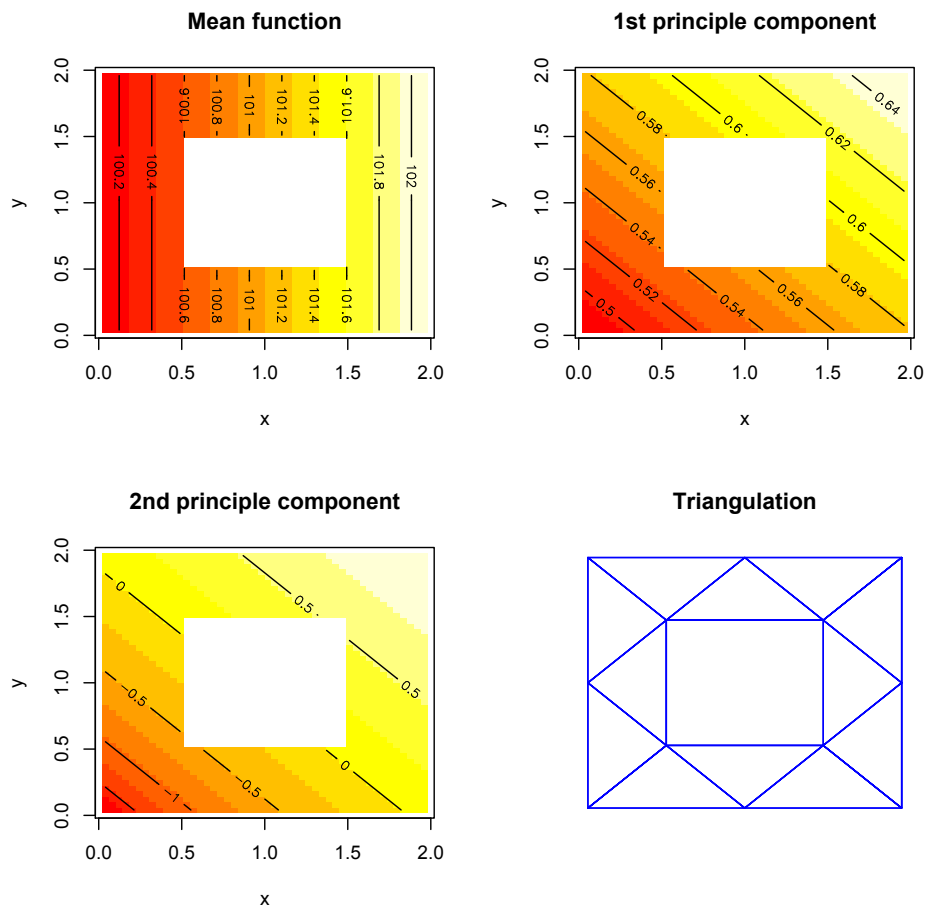 Mean function
2.0
1.5
1.0
0.5
0.0
y
100.6 100.8 101 101.2 101.4 101.6
100.2 100.4 101.8 102
100.6 100.8 101 101.2 101.4 101.6
0.0 0.5 1.0 1.5 2.0
x
1st principle component
2.0
1.5
1.0
0.5
0.0
y
0.64
0.58 0.6 0.62
0.56
0.54 0.6
0.52 0.54 0.56 0.58
0.5
0.0 0.5 1.0 1.5 2.0
x
2nd principle component
2.0
1.5
1.0
0.5
0.0
y
0 0.5
−0.5 0.5
−1 −0.5 0
0.0 0.5 1.0 1.5 2.0
x
Triangulation